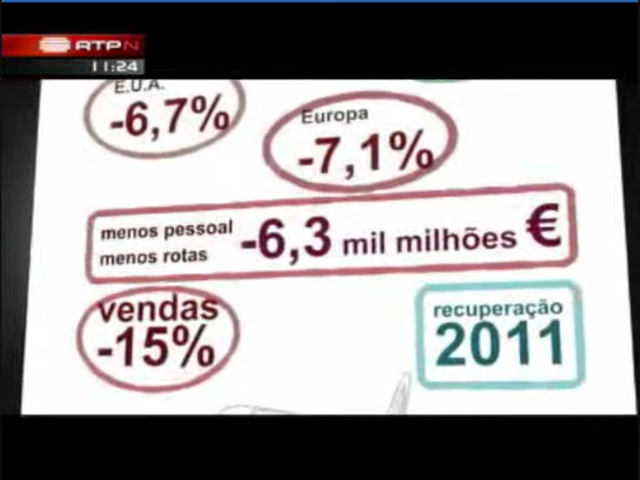 RTPN
11:24
E.U.A.
-6,7%
Europa
-7,1%
menos pessoal
menos rotas
-6,3 mil milhões €
vendas
-15%
recuperação
2011